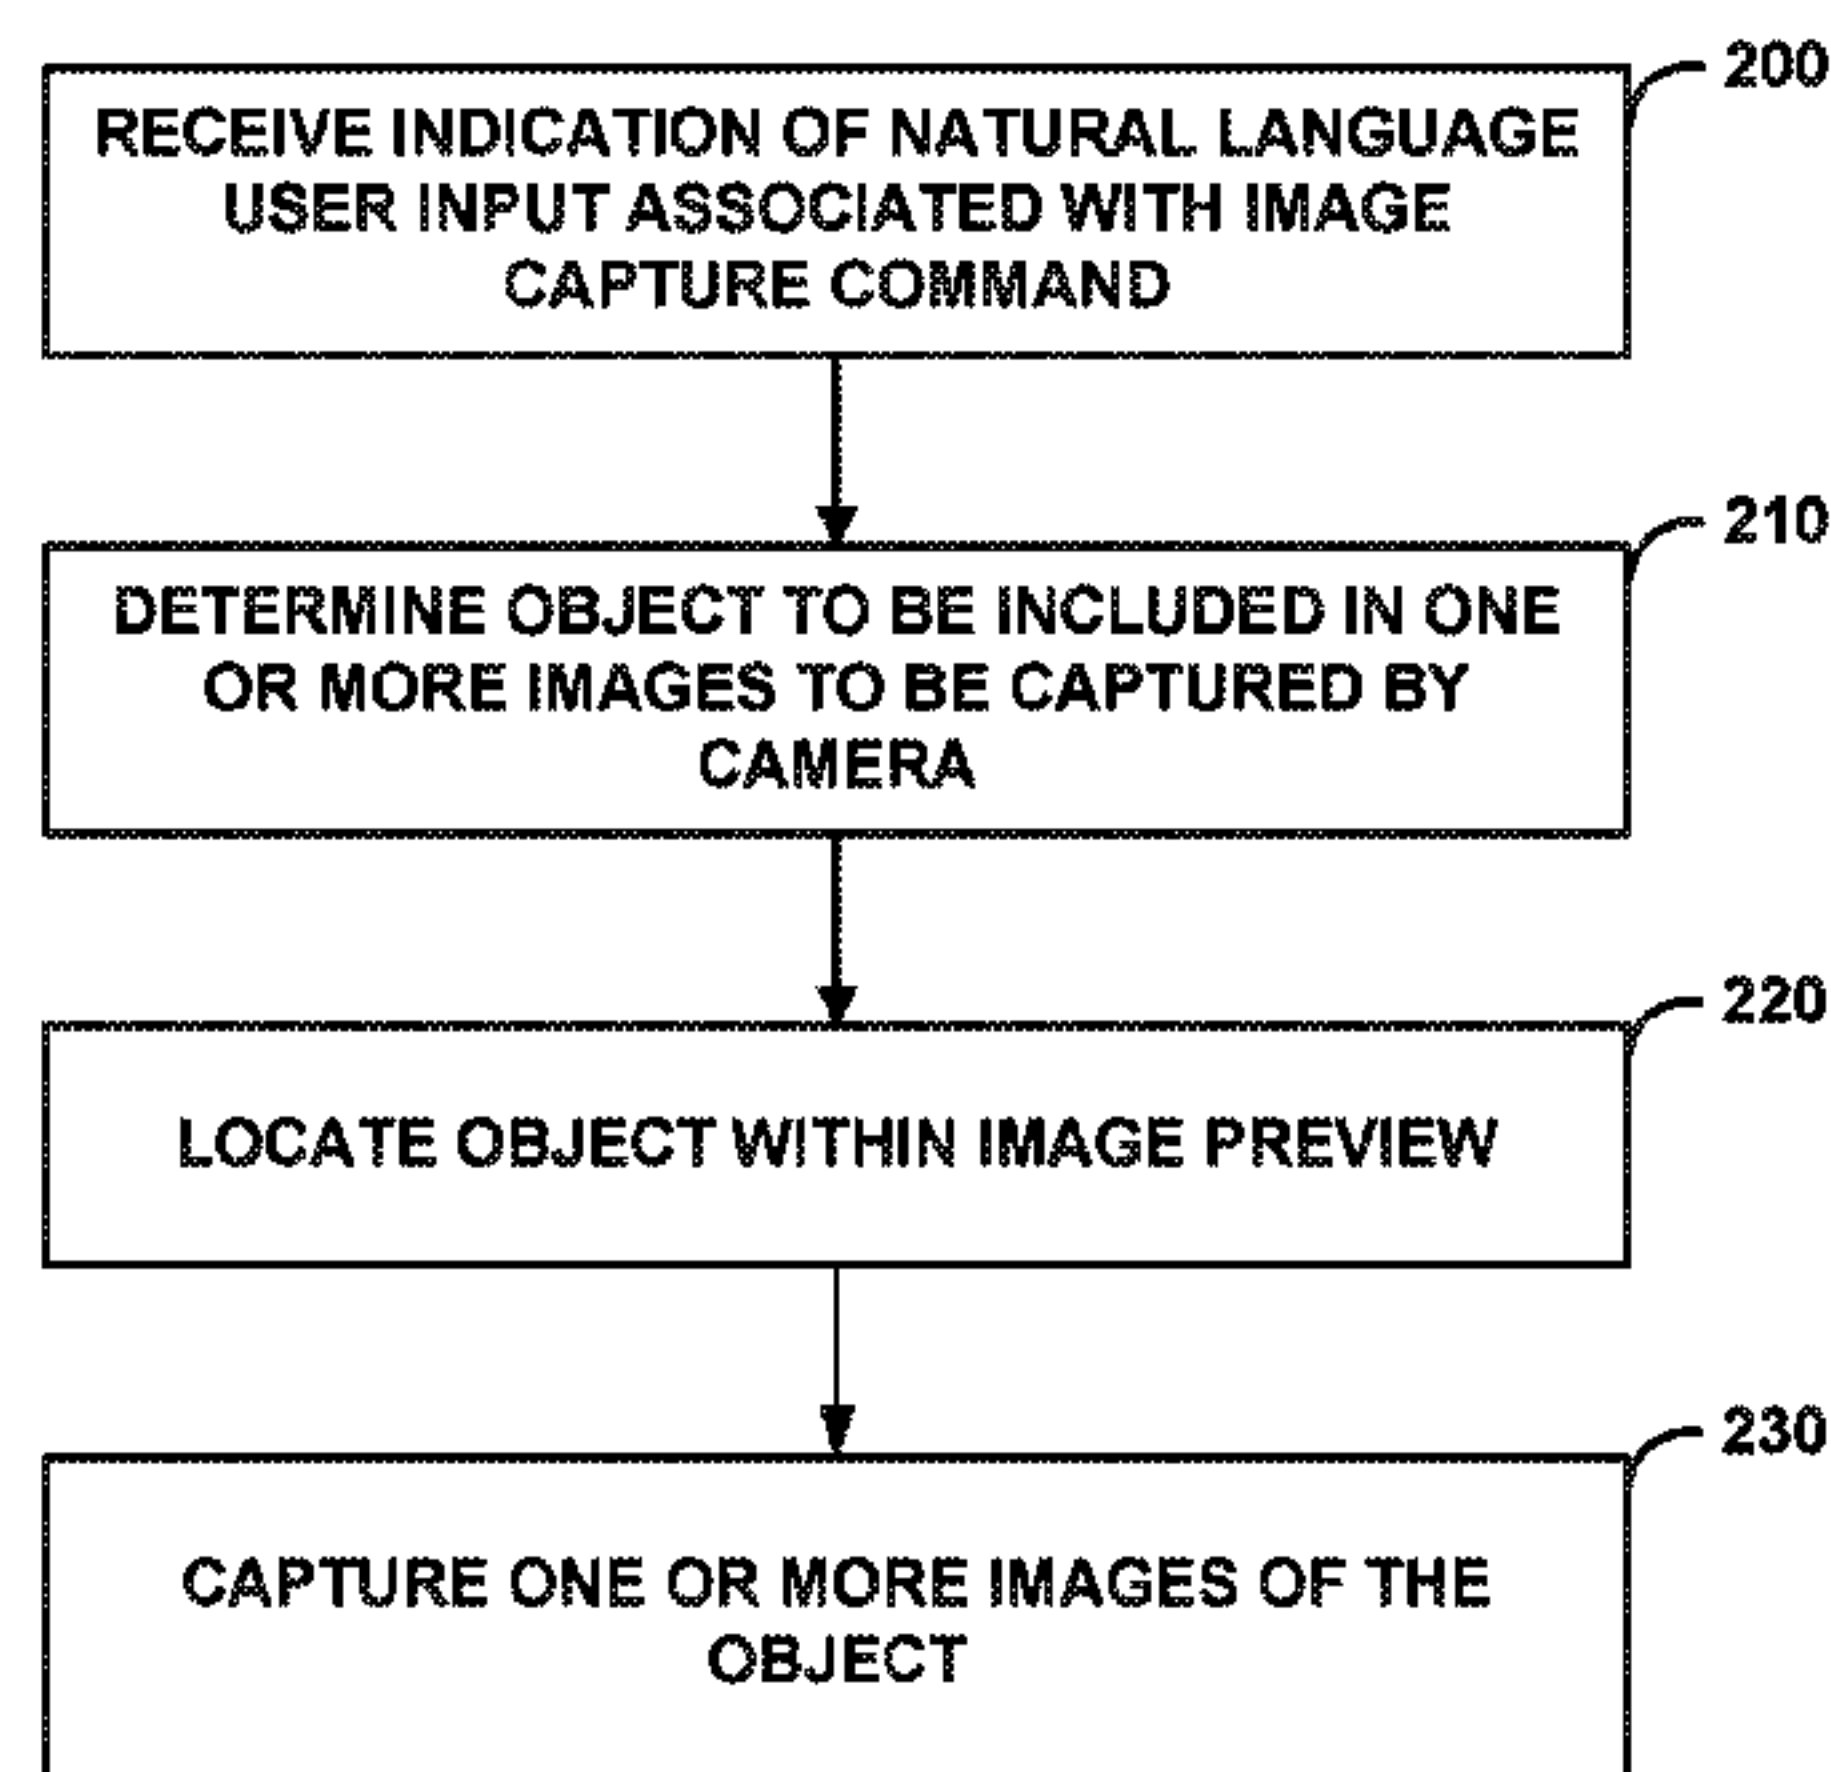 200
RECEIVE INDICATION OF NATURAL LANGUAGE
USER INPUT ASSOCIATED WITH IMAGE
CAPTURE COMMAND
210
DETERMINE OBJECT TO BE INCLUDED IN ONE
OR MORE IMAGES TO BE CAPTURED BY
CAMERA
220
LOCATE OBJECT WITHIN IMAGE PREVIEW
230
CAPTURE ONE OR MORE IMAGES OF THE
OBJECT